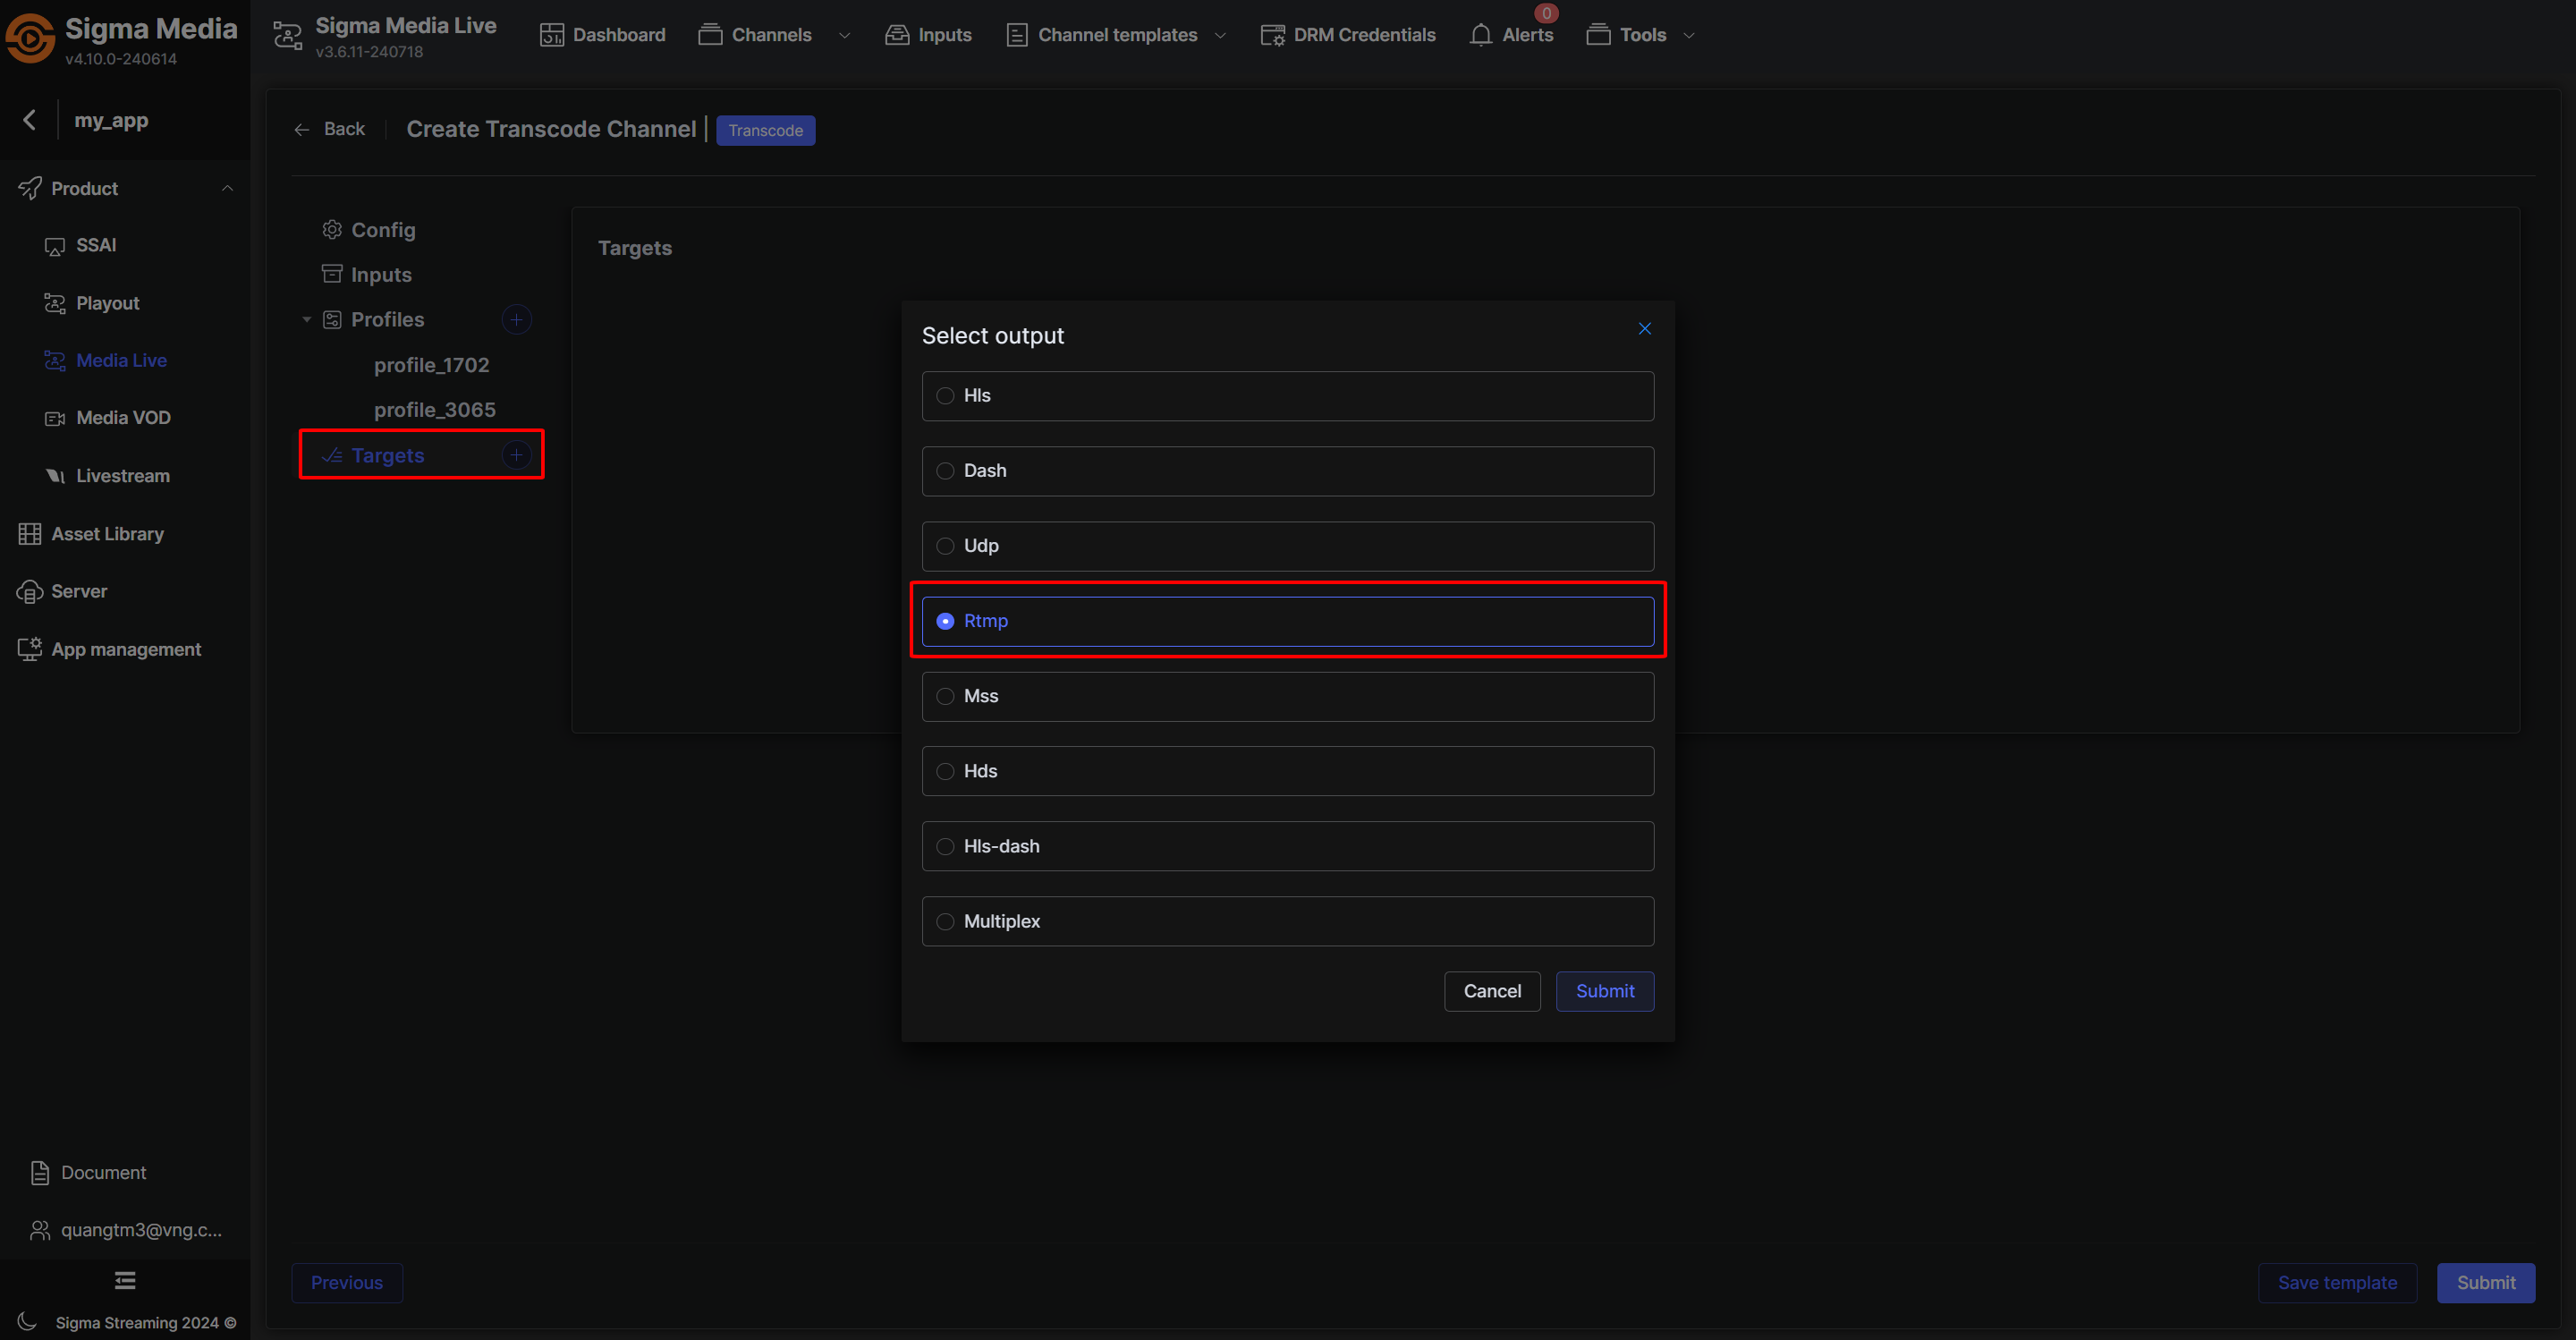 Sigma Media
v4.10.0-240614
my_app
Product
SSAI
Playout
Media Live
Media VOD
Livestream
Asset Library
Server
App management
Document
quangtm3@vng.c...
Sigma Streaming 2024 ©
Sigma Media Live
v3.6.11-240718
Dashboard
Channels
Inputs
Channel templates
DRM Credentials
0
Alerts
Tools
Back
Create Transcode Channel
Transcode
Config
Inputs
Profiles
profile_1702
profile_3065
Targets
Targets
Select output
Hls
Dash
Udp
Rtmp
Mss
Hds
Hls-dash
Multiplex
Cancel
Submit
Previous
Save template
Submit